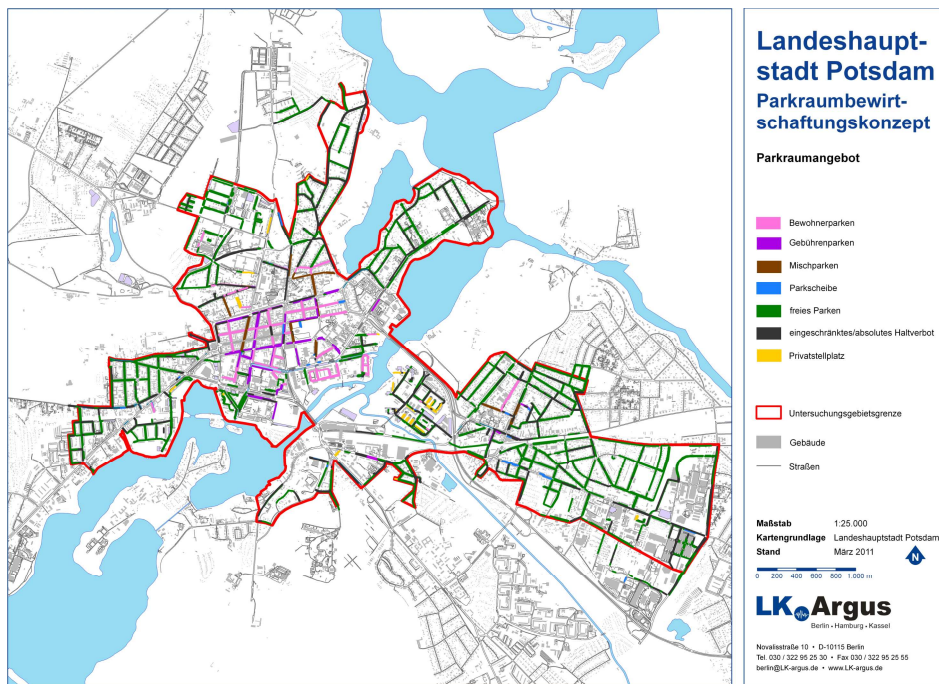 Landeshaupt-
stadt Potsdam
Parkraumbewirt-
schaftungskonzept
Parkraumangebot
Bewohnerparken
Gebührenparken
Mischparken
Parkscheibe
freies Parken
eingeschränktes/absolutes Haltverbot
Privatstellplatz
Untersuchungsgebietsgrenze
Gebäude
Straßen
Maßstab 1:25.000
Kartengrundlage Landeshauptstadt Potsdam
Stand März 2011
N
0 200 400 600 800 1.000 m
LK Argus
Berlin • Hamburg • Kassel
Novalisstraße 10 • D-10115 Berlin
Tel. 030 / 322 95 25 30 • Fax 030 / 322 95 25 55
berlin@LK-argus.de • www.LK-argus.de